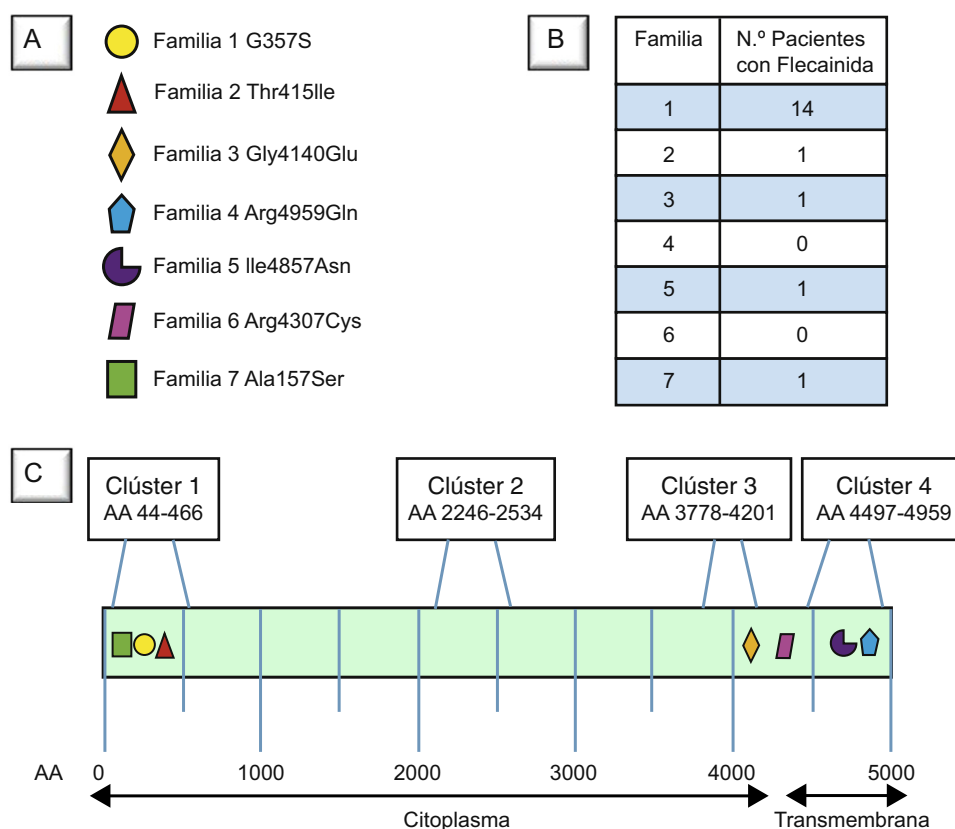 A
Familia 1 G357S
Familia 2 Thr415Ile
Familia 3 Gly4140Glu
Familia 4 Arg4959Gln
Familia 5 Ile4857Asn
Familia 6 Arg4307Cys
Familia 7 Ala157Ser
B
Familia N.º Pacientes
con Flecainida
1 14
2 1
3 1
4 0
5 1
6 0
7 1
C
Clúster 1
AA 44-466
Clúster 2
AA 2246-2534
Clúster 3
AA 3778-4201
Clúster 4
AA 4497-4959
AA 0 1000 2000 3000 4000 5000
Citoplasma Transmembrana